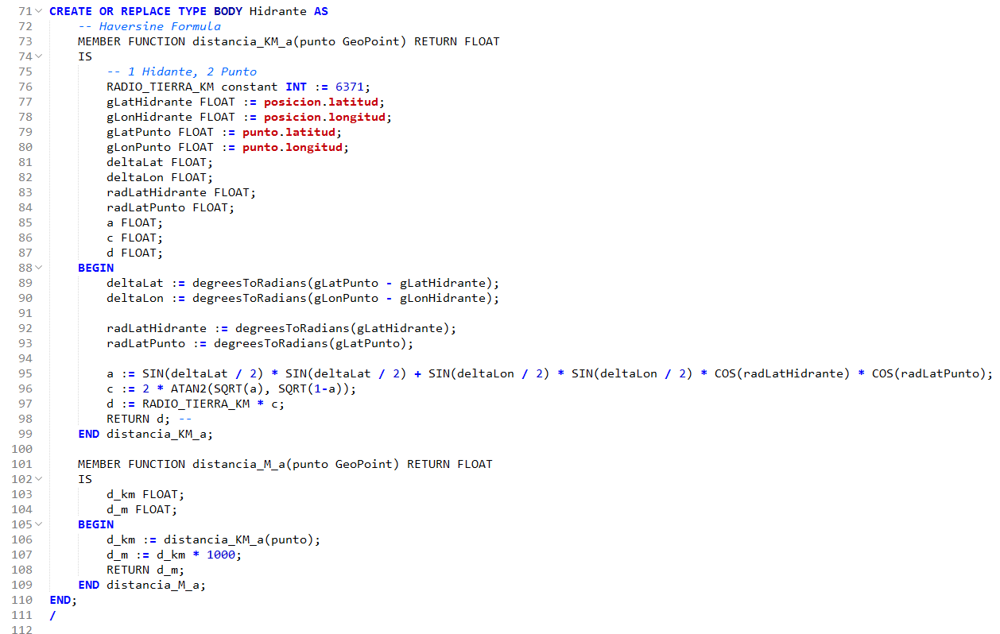 71 CREATE OR REPLACE TYPE BODY Hidrante AS
72     -- Haversine Formula
73     MEMBER FUNCTION distancia_KM_a(punto GeoPoint) RETURN FLOAT
74     IS
75         -- 1 Hidante, 2 Punto
76         RADIO_TIERRA_KM constant INT := 6371;
77         gLatHidrante FLOAT := posicion.latitud;
78         gLonHidrante FLOAT := posicion.longitud;
79         gLatPunto FLOAT := punto.latitud;
80         gLonPunto FLOAT := punto.longitud;
81         deltaLat FLOAT;
82         deltaLon FLOAT;
83         radLatHidrante FLOAT;
84         radLatPunto FLOAT;
85         a FLOAT;
86         c FLOAT;
87         d FLOAT;
88     BEGIN
89         deltaLat := degreesToRadians(gLatPunto - gLatHidrante);
90         deltaLon := degreesToRadians(gLonPunto - gLonHidrante);
91
92         radLatHidrante := degreesToRadians(gLatHidrante);
93         radLatPunto := degreesToRadians(gLatPunto);
94
95         a := SIN(deltaLat / 2) * SIN(deltaLat / 2) + SIN(deltaLon / 2) * SIN(deltaLon / 2) * COS(radLatHidrante) * COS(radLatPunto);
96         c := 2 * ATAN2(SQRT(a), SQRT(1-a));
97         d := RADIO_TIERRA_KM * c;
98         RETURN d; --
99     END distancia_KM_a;
100
101     MEMBER FUNCTION distancia_M_a(punto GeoPoint) RETURN FLOAT
102     IS
103         d_km FLOAT;
104         d_m FLOAT;
105     BEGIN
106         d_km := distancia_KM_a(punto);
107         d_m := d_km * 1000;
108         RETURN d_m;
109     END distancia_M_a;
110 END;
111 /
112